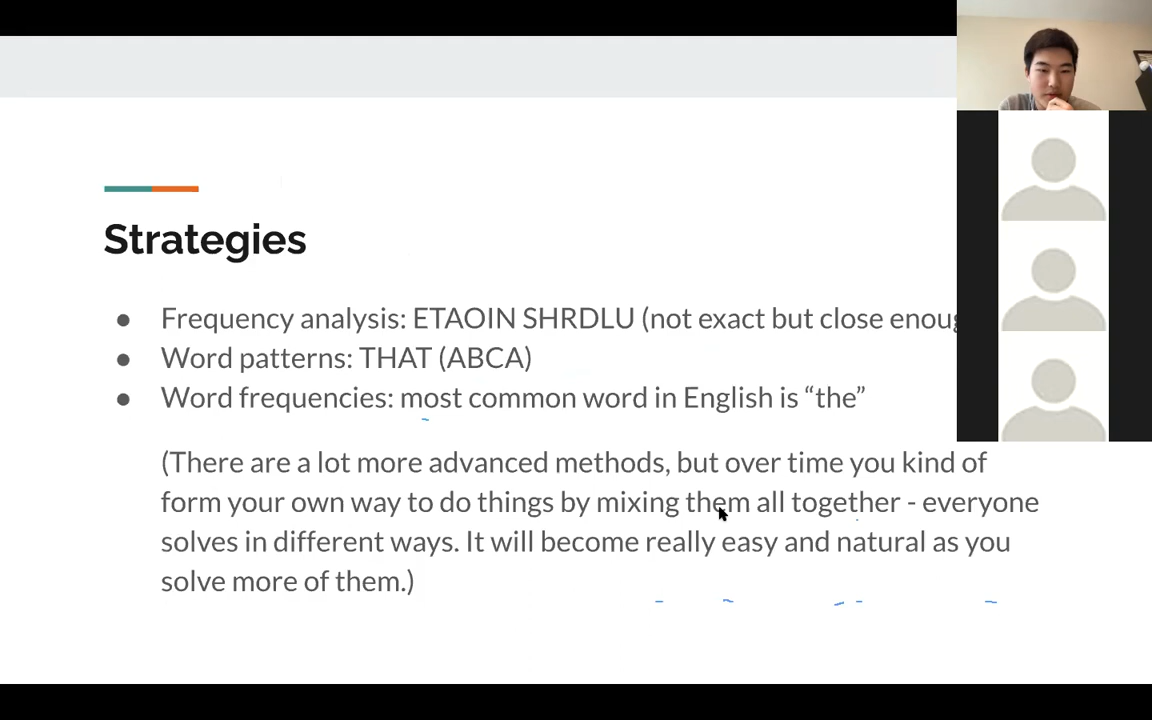 Strategies
● Frequency analysis: ETAOIN SHRDLU (not exact but close
● Word patterns: THAT (ABCA)
● Word frequencies: most common word in English is “the”
(There are a lot more advanced methods, but over time you kind of
form your own way to do things by mixing them all together - everyone
solves in different ways. It will become really easy and natural as you
solve more of them.)